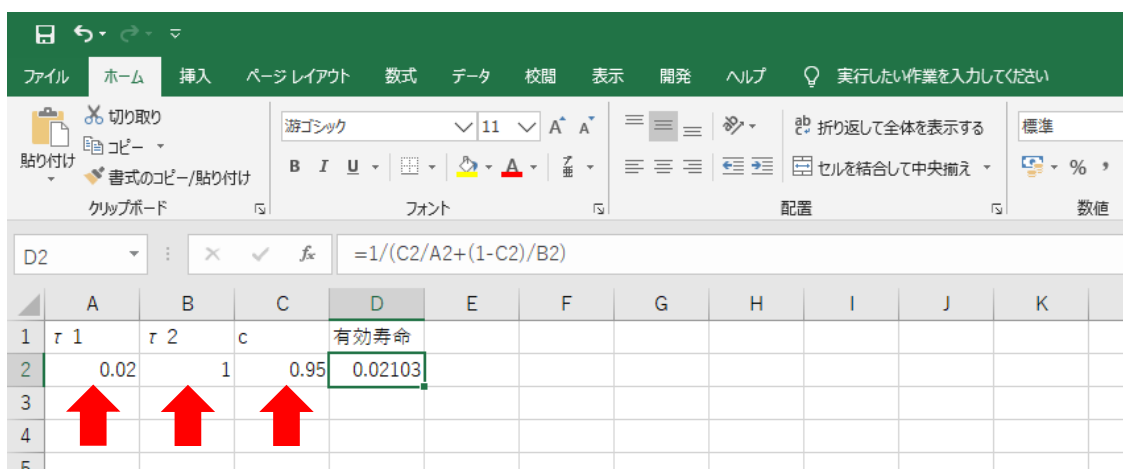 ファイル ホーム 挿入 ページ レイアウト 数式 データ 校閲 表示 開発 ヘルプ 実行したい作業を入力してください
貼り付け
切り取り
コピー
書式のコピー/貼り付け
クリップボード
游ゴシック 11 A A
B I U A
フォント
ab 折り返して全体を表示する
セルを結合して中央揃え
配置
標準
% ,
数値
D2 fx =1/(C2/A2+(1-C2)/B2)
A B C D E F G H I J K
1 τ 1 τ 2 c 有効寿命
2 0.02 1 0.95 0.02103
3
4
5